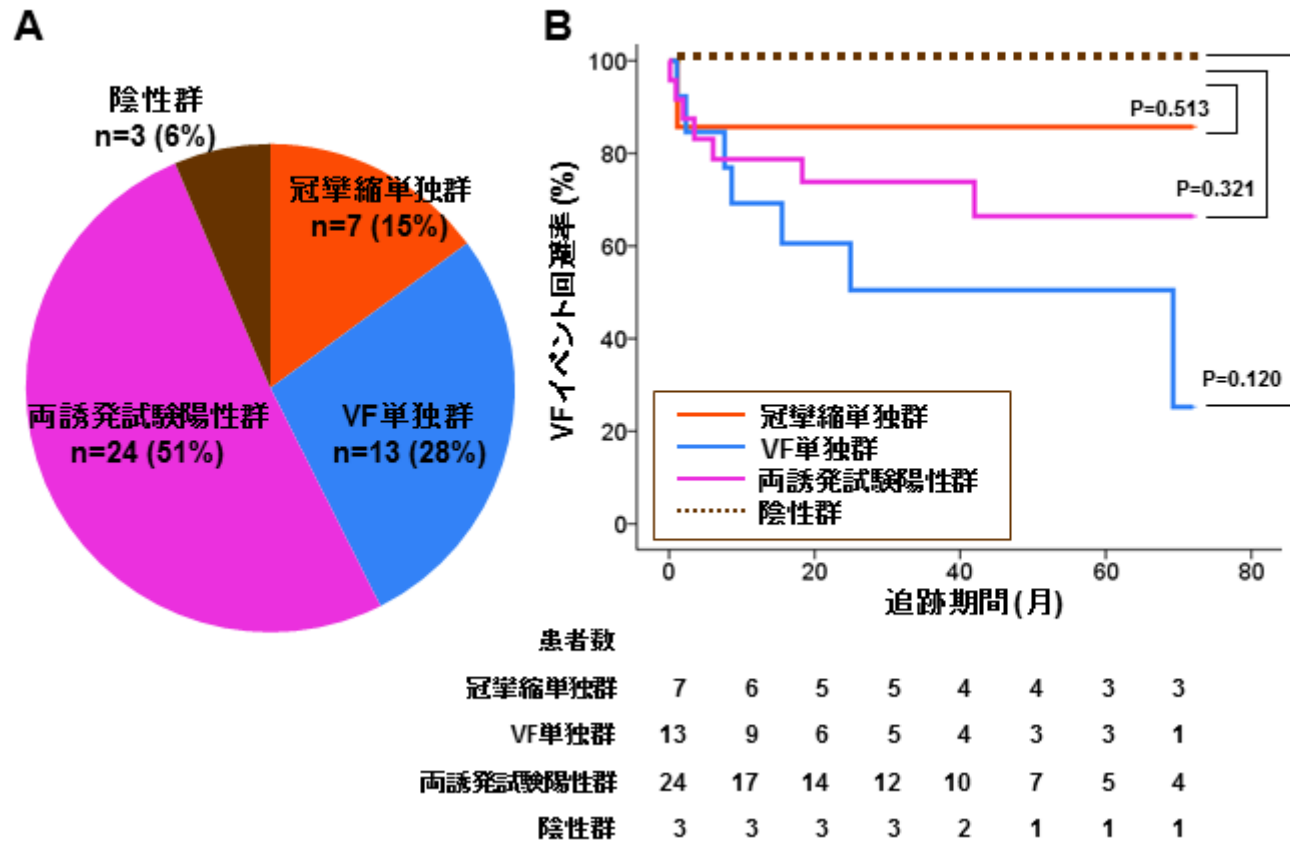 A
陰性群
n=3 (6%)
冠攣縮単独群
n=7 (15%)
両誘発試験陽性群
n=24 (51%)
VF単独群
n=13 (28%)
B
VFイベント回避率 (%)
100
80
60
40
20
0
P=0.513
P=0.321
P=0.120
冠攣縮単独群
VF単独群
両誘発試験陽性群
陰性群
0 20 40 60 80
追跡期間 (月)
患者数
冠攣縮単独群 7 6 5 5 4 4 3 3
VF単独群 13 9 6 5 4 3 3 1
両誘発試験陽性群 24 17 14 12 10 7 5 4
陰性群 3 3 3 3 2 1 1 1